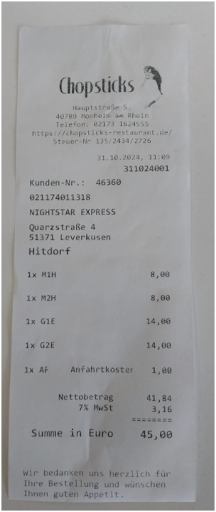 Chopsticks
Hauptstraße 5
40789 Monheim am Rhein
Telefon: 02173 1624555
https://chopsticks-restaurant.de/
Steuer-Nr 135/2434/2726
31.10.2024, 11:09
311024001
Kunden-Nr.: 46360
021174011318
NIGHTSTAR EXPRESS
Quarzstraße 4
51371 Leverkusen
Hitdorf
1x M1H 8,00
1x M2H 8,00
1x G1E 14,00
1x G2E 14,00
1x AF Anfahrtkoster 1,00
Nettobetrag 41,84
7% MwSt 3,16
========
Summe in Euro 45,00
Wir bedanken uns herzlich für
Ihre Bestellung und wünschen
Ihnen guten Appetit.